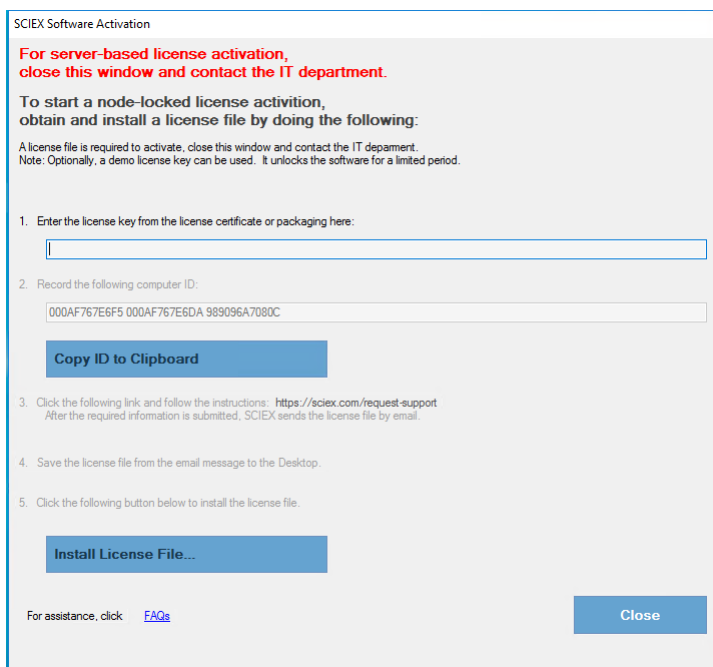 SCIEX Software Activation
For server-based license activation,
close this window and contact the IT department.
To start a node-locked license activition,
obtain and install a license file by doing the following:
A license file is required to activate, close this window and contact the IT deparment.
Note: Optionally, a demo license key can be used. It unlocks the software for a limited period.
1. Enter the license key from the license certificate or packaging here:
2. Record the following computer ID:
000AF767E6F5 000AF767E6DA 989096A7080C
Copy ID to Clipboard
3. Click the following link and follow the instructions: https://sciex.com/request-support
After the required information is submitted, SCIEX sends the license file by email.
4. Save the license file from the email message to the Desktop.
5. Click the following button below to install the license file.
Install License File...
For assistance, click FAQs
Close